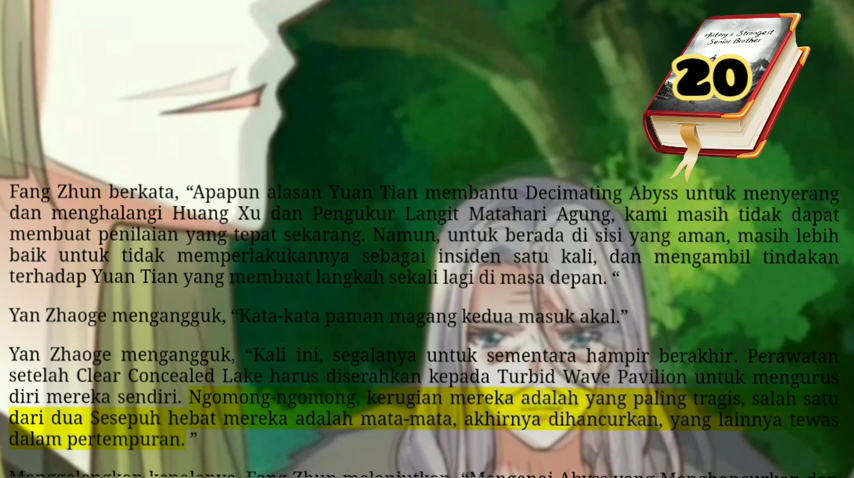 History's Strongest
Senior Brother
20
Fang Zhun berkata, “Apapun alasan Yuan Tian membantu Decimating Abyss untuk menyerang
dan menghalangi Huang Xu dan Pengukur Langit Matahari Agung, kami masih tidak dapat
membuat penilaian yang tepat sekarang. Namun, untuk berada di sisi yang aman, masih lebih
baik untuk tidak memperlakukannya sebagai insiden satu kali, dan mengambil tindakan
terhadap Yuan Tian yang membuat langkah sekali lagi di masa depan. “
Yan Zhaoge mengangguk, “Kata-kata paman magang kedua masuk akal.”
Yan Zhaoge mengangguk, “Kali ini, segalanya untuk sementara hampir berakhir. Perawatan
setelah Clear Concealed Lake harus diserahkan kepada Turbid Wave Pavilion untuk mengurus
diri mereka sendiri. Ngomong-ngomong, kerugian mereka adalah yang paling tragis, salah satu
dari dua Sesepuh hebat mereka adalah mata-mata, akhirnya dihancurkan, yang lainnya tewas
dalam pertempuran. ”